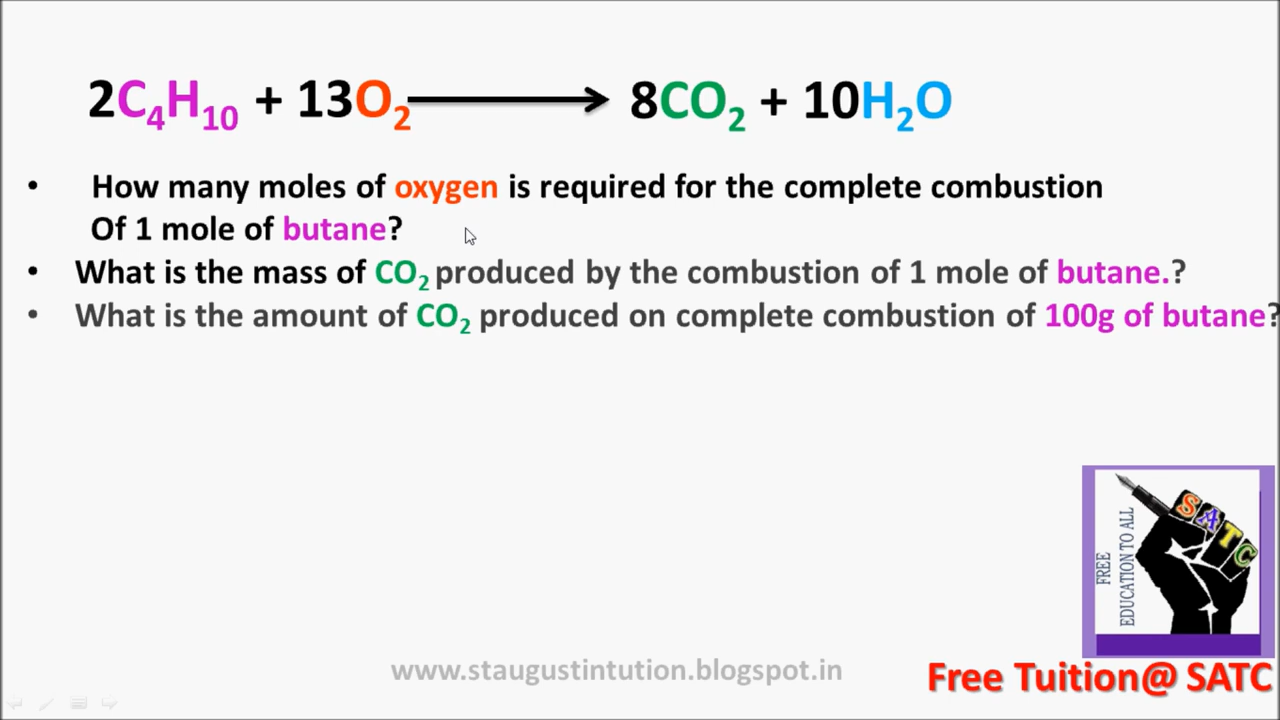 2C₄H₁₀ + 13O₂ ⟶ 8CO₂ + 10H₂O
• How many moles of oxygen is required for the complete combustion
Of 1 mole of butane?
• What is the mass of CO₂ produced by the combustion of 1 mole of butane.?
• What is the amount of CO₂ produced on complete combustion of 100g of butane?
SATC
FREE
EDUCATION TO ALL
www.staugustintution.blogspot.in
Free Tuition@ SATC